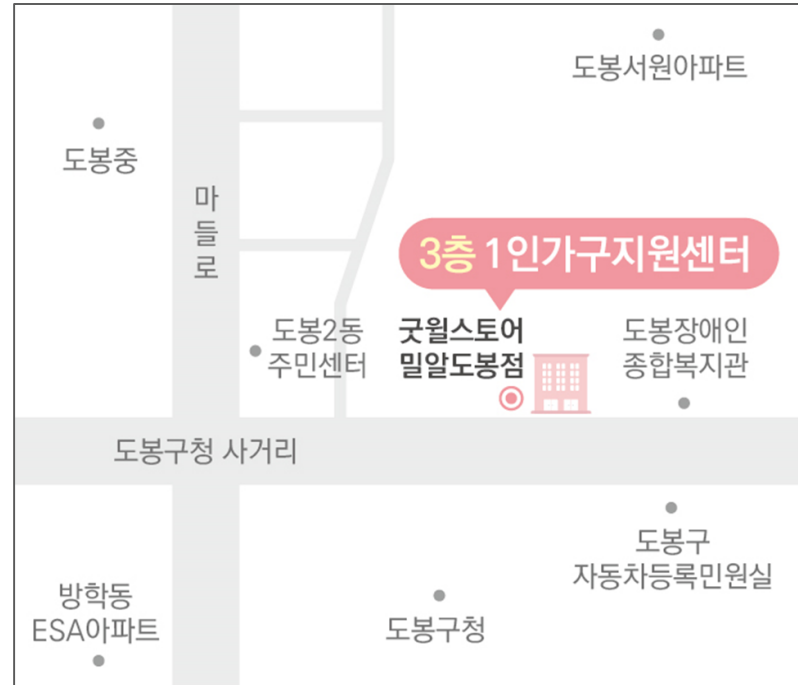 도봉서원아파트
도봉중
마들로
3층 1인가구지원센터
도봉2동
주민센터
굿윌스토어
밀알도봉점
도봉장애인
종합복지관
도봉구청 사거리
도봉구
자동차등록민원실
방학동
ESA아파트
도봉구청